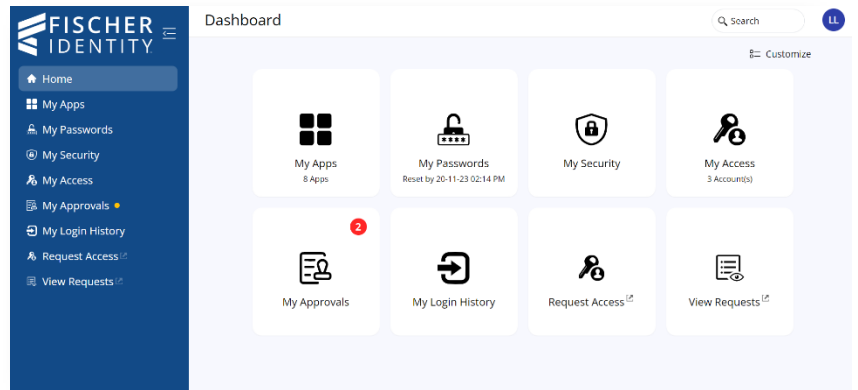 FISCHER
IDENTITY
Home
My Apps
My Passwords
My Security
My Access
My Approvals
My Login History
Request Access
View Requests
Dashboard
Search
LL
Customize
My Apps
8 Apps
My Passwords
Reset by 20-11-23 02:14 PM
My Security
My Access
3 Account(s)
2
My Approvals
My Login History
Request Access
View Requests